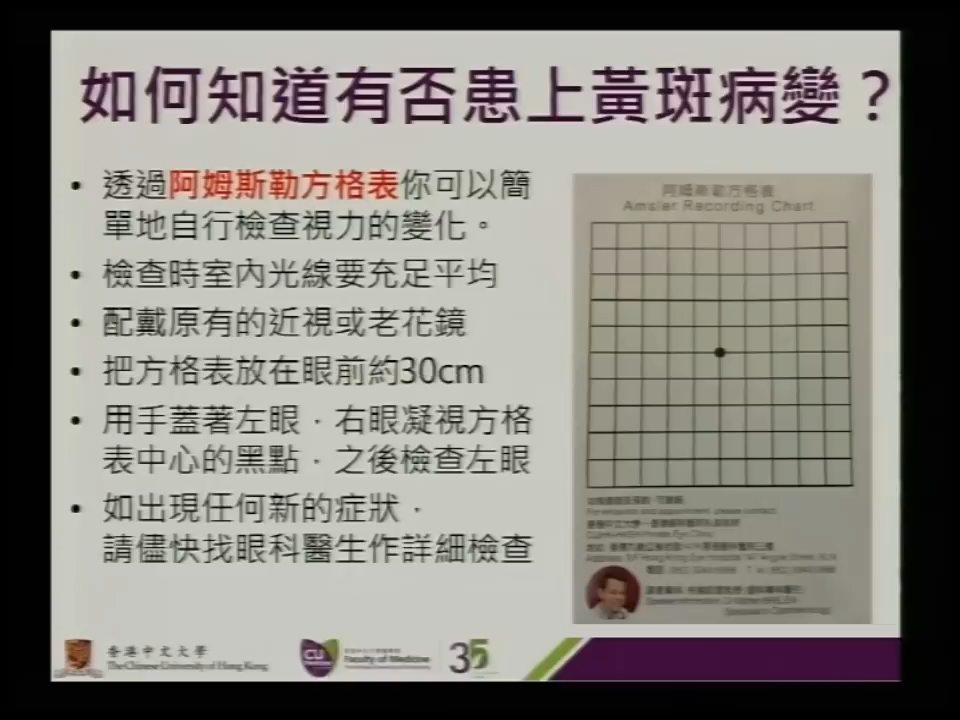 如何知道有否患上黃斑病變？
• 透過阿姆斯勒方格表你可以簡
單地自行檢查視力的變化。
• 檢查時室內光線要充足平均
• 配戴原有的近視或老花鏡
• 把方格表放在眼前約30cm
• 用手蓋著左眼，右眼凝視方格
表中心的黑點，之後檢查左眼
• 如出現任何新的症狀，
請儘快找眼科醫生作詳細檢查
阿姆斯勒方格表
Amsler Recording Chart
For enquiries and appointment, please contact:
香港中文大學
The Chinese University of Hong Kong
CU
Faculty of Medicine
35